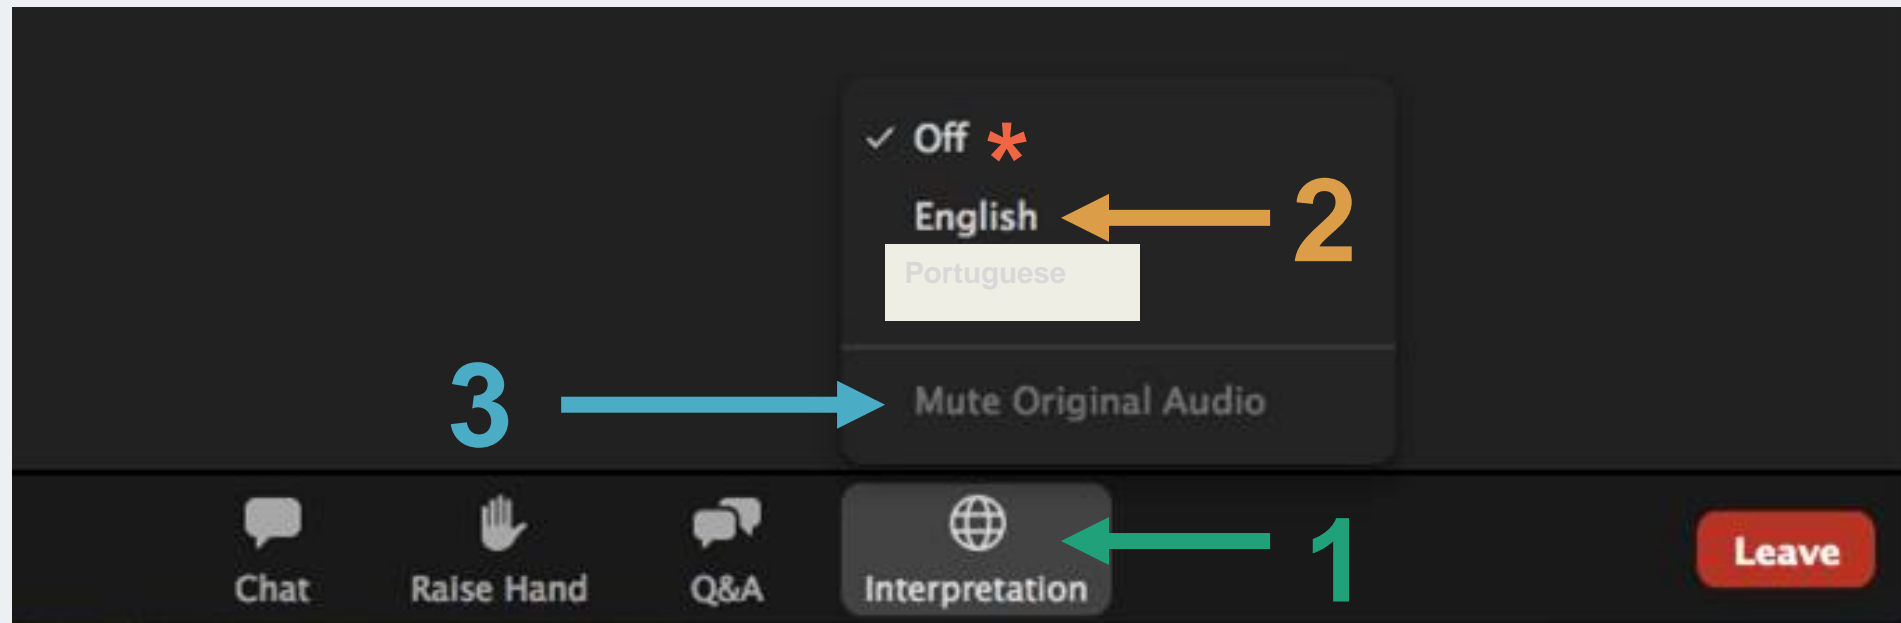 Off *
English
2
Portuguese
3
Mute Original Audio
1
Chat
Raise Hand
Q&A
Interpretation
Leave